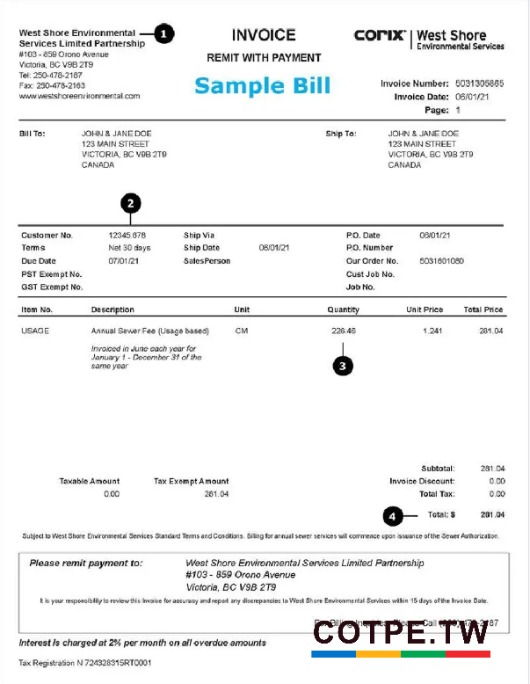 West Shore Environmental
Services Limited Partnership
#103 - 859 Orono Avenue
Victoria, BC V9B 2T9
Tel: 250-478-2187
Fax: 250-478-2163
www.westshoreenvironmental.com
1
INVOICE
REMIT WITH PAYMENT
Sample Bill
CORIX West Shore
Environmental Services
Invoice Number: 5031305865
Invoice Date: 06/01/21
Page: 1
Bill To: JOHN & JANE DOE
123 MAIN STREET
VICTORIA, BC V9B 2T9
CANADA
Ship To: JOHN & JANE DOE
123 MAIN STREET
VICTORIA, BC V9B 2T9
CANADA
2
Customer No. 12345.678 Ship Via P.O. Date 06/01/21
Terms Net 30 days Ship Date 06/01/21 P.O. Number
Due Date 07/01/21 SalesPerson Our Order No. 5031601080
PST Exempt No. Cust Job No.
GST Exempt No. Job No.
Item No. Description Unit Quantity Unit Price Total Price
USAGE Annual Sewer Fee (Usage based) CM 226.46 1.241 281.04
Invoiced in June each year for
January 1 - December 31 of the
same year
3
Subtotal: 281.04
Taxable Amount Tax Exempt Amount Invoice Discount: 0.00
0.00 281.04 Total Tax: 0.00
4 Total: $ 281.04
Subject to West Shore Environmental Services Standard Terms and Conditions. Billing for annual sewer services will commence upon issuance of the Sewer Authorization.
Please remit payment to: West Shore Environmental Services Limited Partnership
#103 - 859 Orono Avenue
Victoria, BC V9B 2T9
It is your responsibility to review this Invoice for accuracy and report any discrepancies to West Shore Environmental Services within 15 days of the Invoice Date.
For Billing Inquiries, Please Call
COTPE.TW
Interest is charged at 2% per month on all overdue amounts
Tax Registration N 724328315RT0001